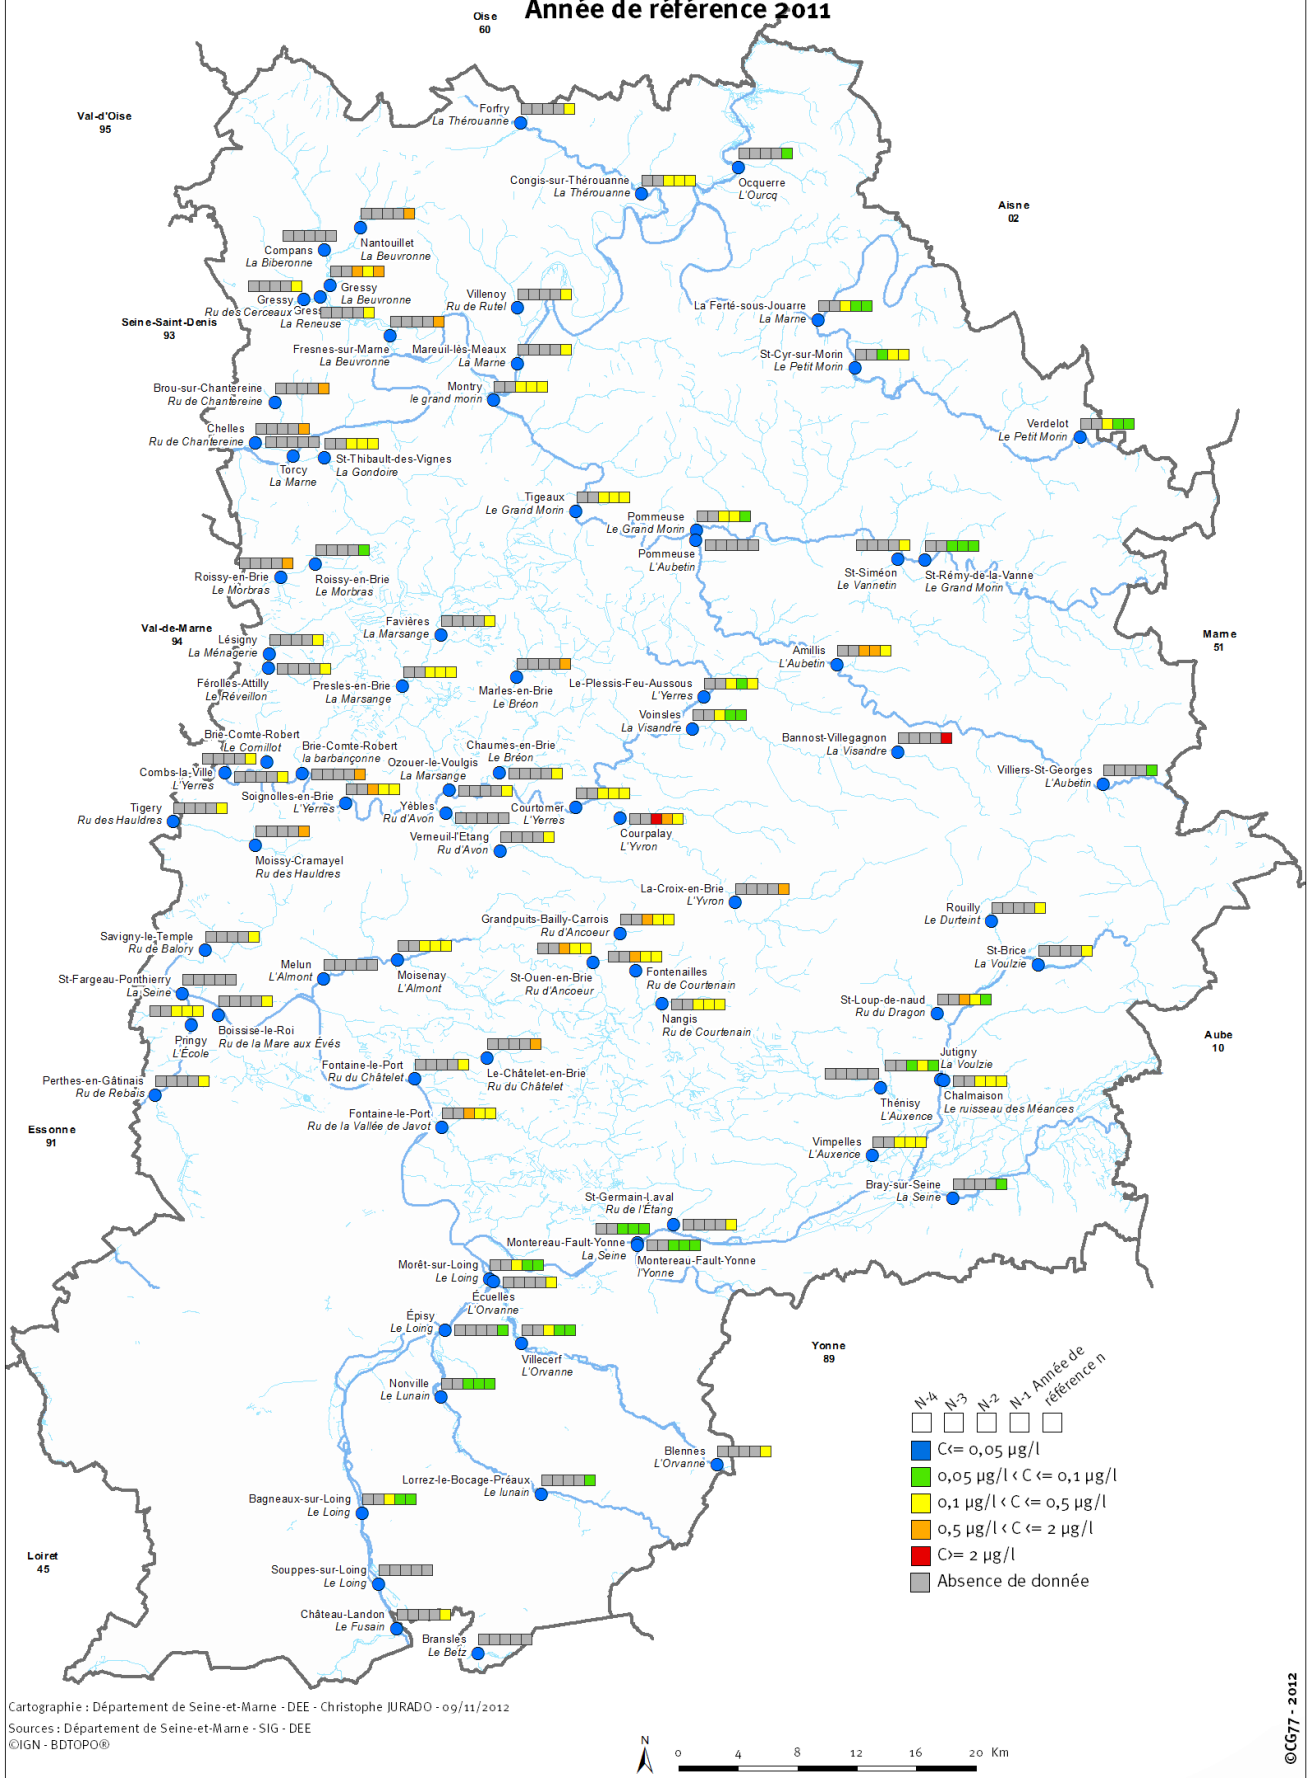 Année de référence 2011
Oise
60
Val-d'Oise
95
Forfry
La Thérouanne
Congis-sur-Thérouanne
La Thérouanne
Ocquerre
L'Ourcq
Aisne
02
Nantouillet
La Beuvronne
Compans
La Biberonne
Gressy
La Beuvronne
Gressy
Ru des Cerceaux
La Reneuse
Villenoy
Ru de Rutel
La Ferté-sous-Jouarre
La Marne
Seine-Saint-Denis
93
Fresnes-sur-Marne
La Beuvronne
Mareuil-lès-Meaux
La Marne
St-Cyr-sur-Morin
Le Petit Morin
Brou-sur-Chantereine
Ru de Chantereine
Montry
le grand morin
Verdelot
Le Petit Morin
Chelles
Ru de Chantereine
St-Thibault-des-Vignes
La Gondoire
Torcy
La Marne
Tigeaux
Le Grand Morin
Pommeuse
Le Grand Morin
Pommeuse
L'Aubetin
St-Siméon
Le Vannetin
St-Rémy-de-la-Vanne
Le Grand Morin
Roissy-en-Brie
Le Morbras
Roissy-en-Brie
Le Morbras
Favières
La Marsange
Val-de-Marne
94
Lésigny
La Ménagerie
Férolles-Attilly
Le Réveillon
Presles-en-Brie
La Marsange
Marles-en-Brie
Le Bréon
Le-Plessis-Feu-Aussous
L'Yerres
Amillis
L'Aubetin
Marne
51
Voinsles
La Visandre
Bannost-Villegagnon
La Visandre
Villiers-St-Georges
L'Aubetin
Brie-Comte-Robert
Le Cornillot
Brie-Comte-Robert
la barbançonne
Chaumes-en-Brie
Le Bréon
Ozouer-le-Voulgis
La Marsange
Combs-la-Ville
L'Yerres
Soignolles-en-Brie
L'Yerres
Yèbles
Ru d'Avon
Courtomer
L'Yerres
Tigery
Ru des Hauldres
Courpalay
L'Yvron
Verneuil-l'Etang
Ru d'Avon
Moissy-Cramayel
Ru des Hauldres
La-Croix-en-Brie
L'Yvron
Rouilly
Le Durteint
Grandpuits-Bailly-Carrois
Ru d'Ancoeur
Savigny-le-Temple
Ru de Balory
St-Brice
La Voulzie
Melun
L'Almont
Moisenay
L'Almont
St-Ouen-en-Brie
Ru d'Ancoeur
Fontenailles
Ru de Courtenain
St-Fargeau-Ponthierry
La Seine
Nangis
Ru de Courtenain
St-Loup-de-naud
Ru du Dragon
Boissise-le-Roi
Ru de la Mare aux Évés
Pringy
L'École
Aube
10
Jutigny
La Voulzie
Fontaine-le-Port
Ru du Châtelet
Le-Châtelet-en-Brie
Ru du Châtelet
Perthes-en-Gâtinais
Ru de Rebais
Thénisy
L'Auxence
Chalmaison
Le ruisseau des Méances
Fontaine-le-Port
Ru de la Vallée de Javot
Essonne
91
Vimpelles
L'Auxence
Bray-sur-Seine
La Seine
St-Germain-Laval
Ru de l'Étang
Montereau-Fault-Yonne
La Seine
Montereau-Fault-Yonne
l'Yonne
Morêt-sur-Loing
Le Loing
Écuelles
L'Orvanne
Épisy
Le Loing
Villecerf
L'Orvanne
Yonne
89
Nonville
Le Lunain
Blennes
L'Orvanne
Lorrez-le-Bocage-Préaux
Le lunain
Bagneaux-sur-Loing
Le Loing
Loiret
45
Souppes-sur-Loing
Le Loing
Château-Landon
Le Fusain
Bransles
Le Betz
N-4
N-3
N-2
N-1
Année de
référence n
C<= 0,05 µg/l
0,05 µg/l < C <= 0,1 µg/l
0,1 µg/l < C <= 0,5 µg/l
0,5 µg/l < C <= 2 µg/l
C>= 2 µg/l
Absence de donnée
Cartographie : Département de Seine-et-Marne - DEE - Christophe JURADO - 09/11/2012
Sources : Département de Seine-et-Marne - SIG - DEE
©IGN - BDTOPO®
N
0 4 8 12 16 20 Km
©CG77 - 2012